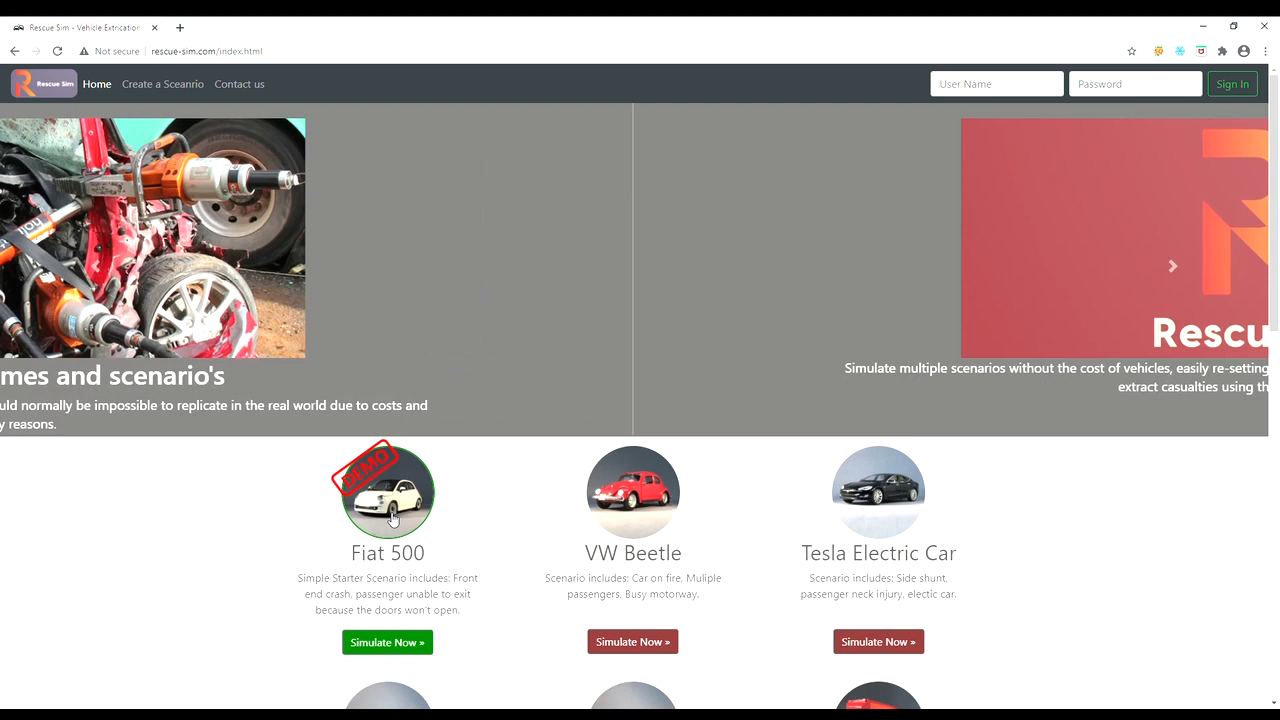 Rescue Sim - Vehicle Extrication
Not secure
rescue-sim.com/index.html
Rescue Sim
Home
Create a Sceanrio
Contact us
User Name
Password
Sign In
Rescu
mes and scenario's
uld normally be impossible to replicate in the real world due to costs and
y reasons.
Simulate multiple scenarios without the cost of vehicles, easily re-setting
extract casualties using th
DEMO
Fiat 500
Simple Starter Scenario includes: Front
end crash, passenger unable to exit
because the doors won't open.
Simulate Now »
VW Beetle
Scenario includes: Car on fire, Muliple
passengers, Busy motorway.
Simulate Now »
Tesla Electric Car
Scenario includes: Side shunt,
passenger neck injury, electic car.
Simulate Now »